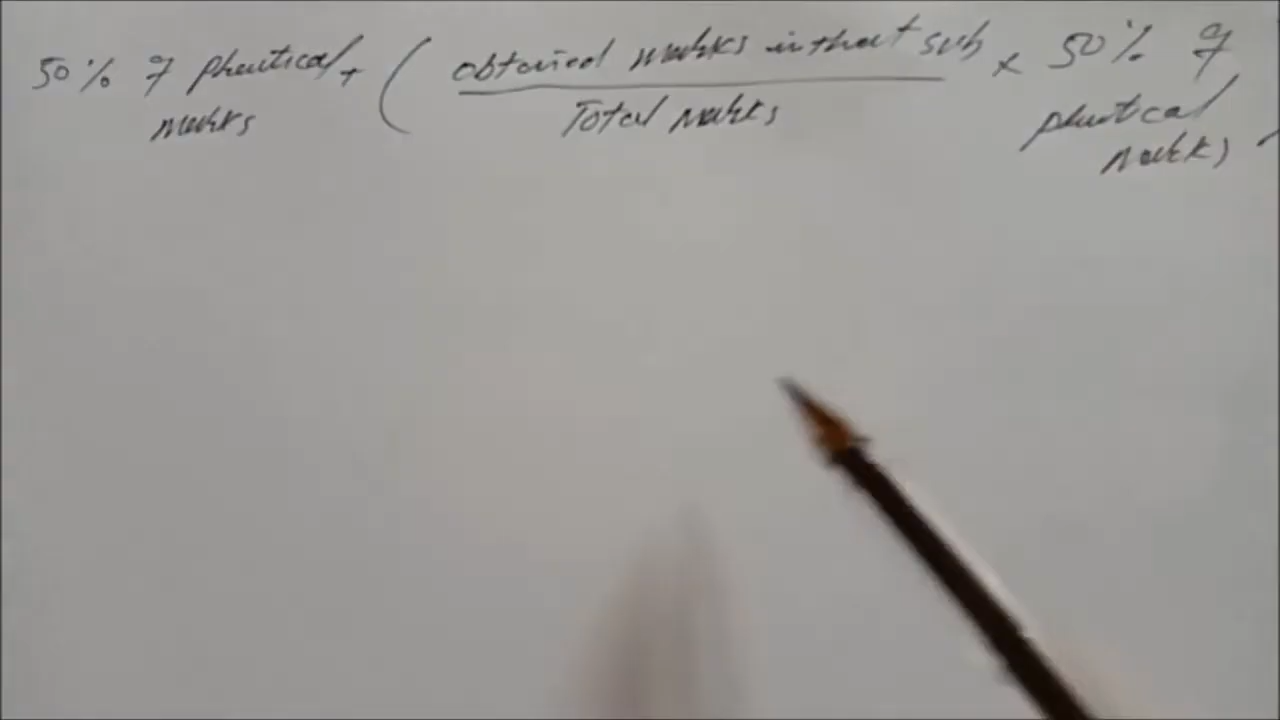 50% of practical + ( obtained marks in that sub × 50% of
marks Total marks practical
marks )